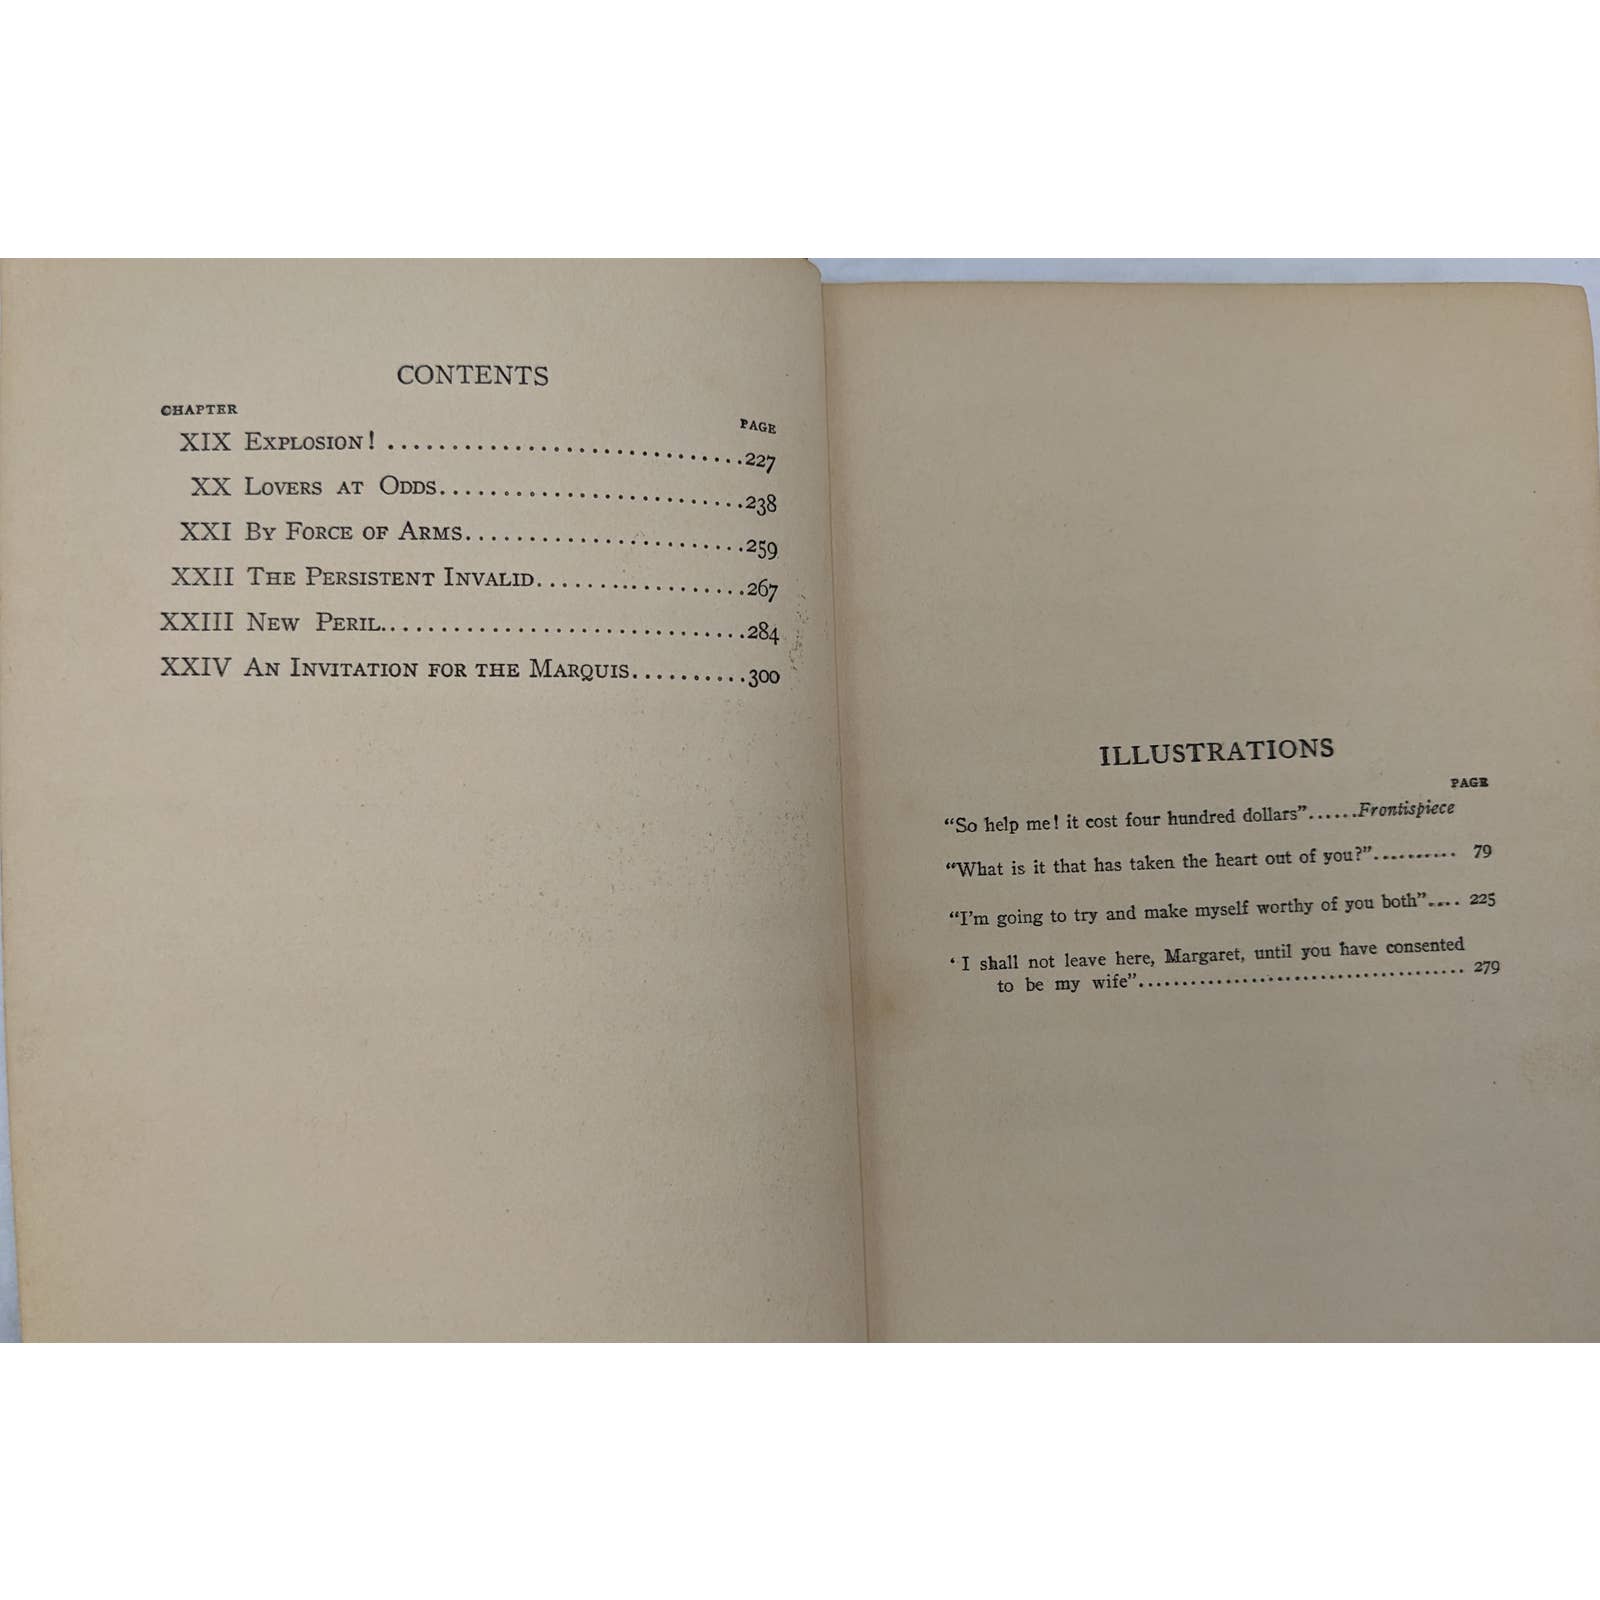 CONTENTS
CHAPTER PAGE
XIX EXPLOSION! ..............................227
XX LOVERS AT ODDS.........................238
XXI BY FORCE OF ARMS.......................259
XXII THE PERSISTENT INVALID.................267
XXIII NEW PERIL..............................284
XXIV AN INVITATION FOR THE MARQUIS..........300
ILLUSTRATIONS
PAGE
“So help me! it cost four hundred dollars”......Frontispiece
“What is it that has taken the heart out of you?”.......... 79
“I'm going to try and make myself worthy of you both”.... 225
‘I shall not leave here, Margaret, until you have consented
to be my wife”...................................... 279